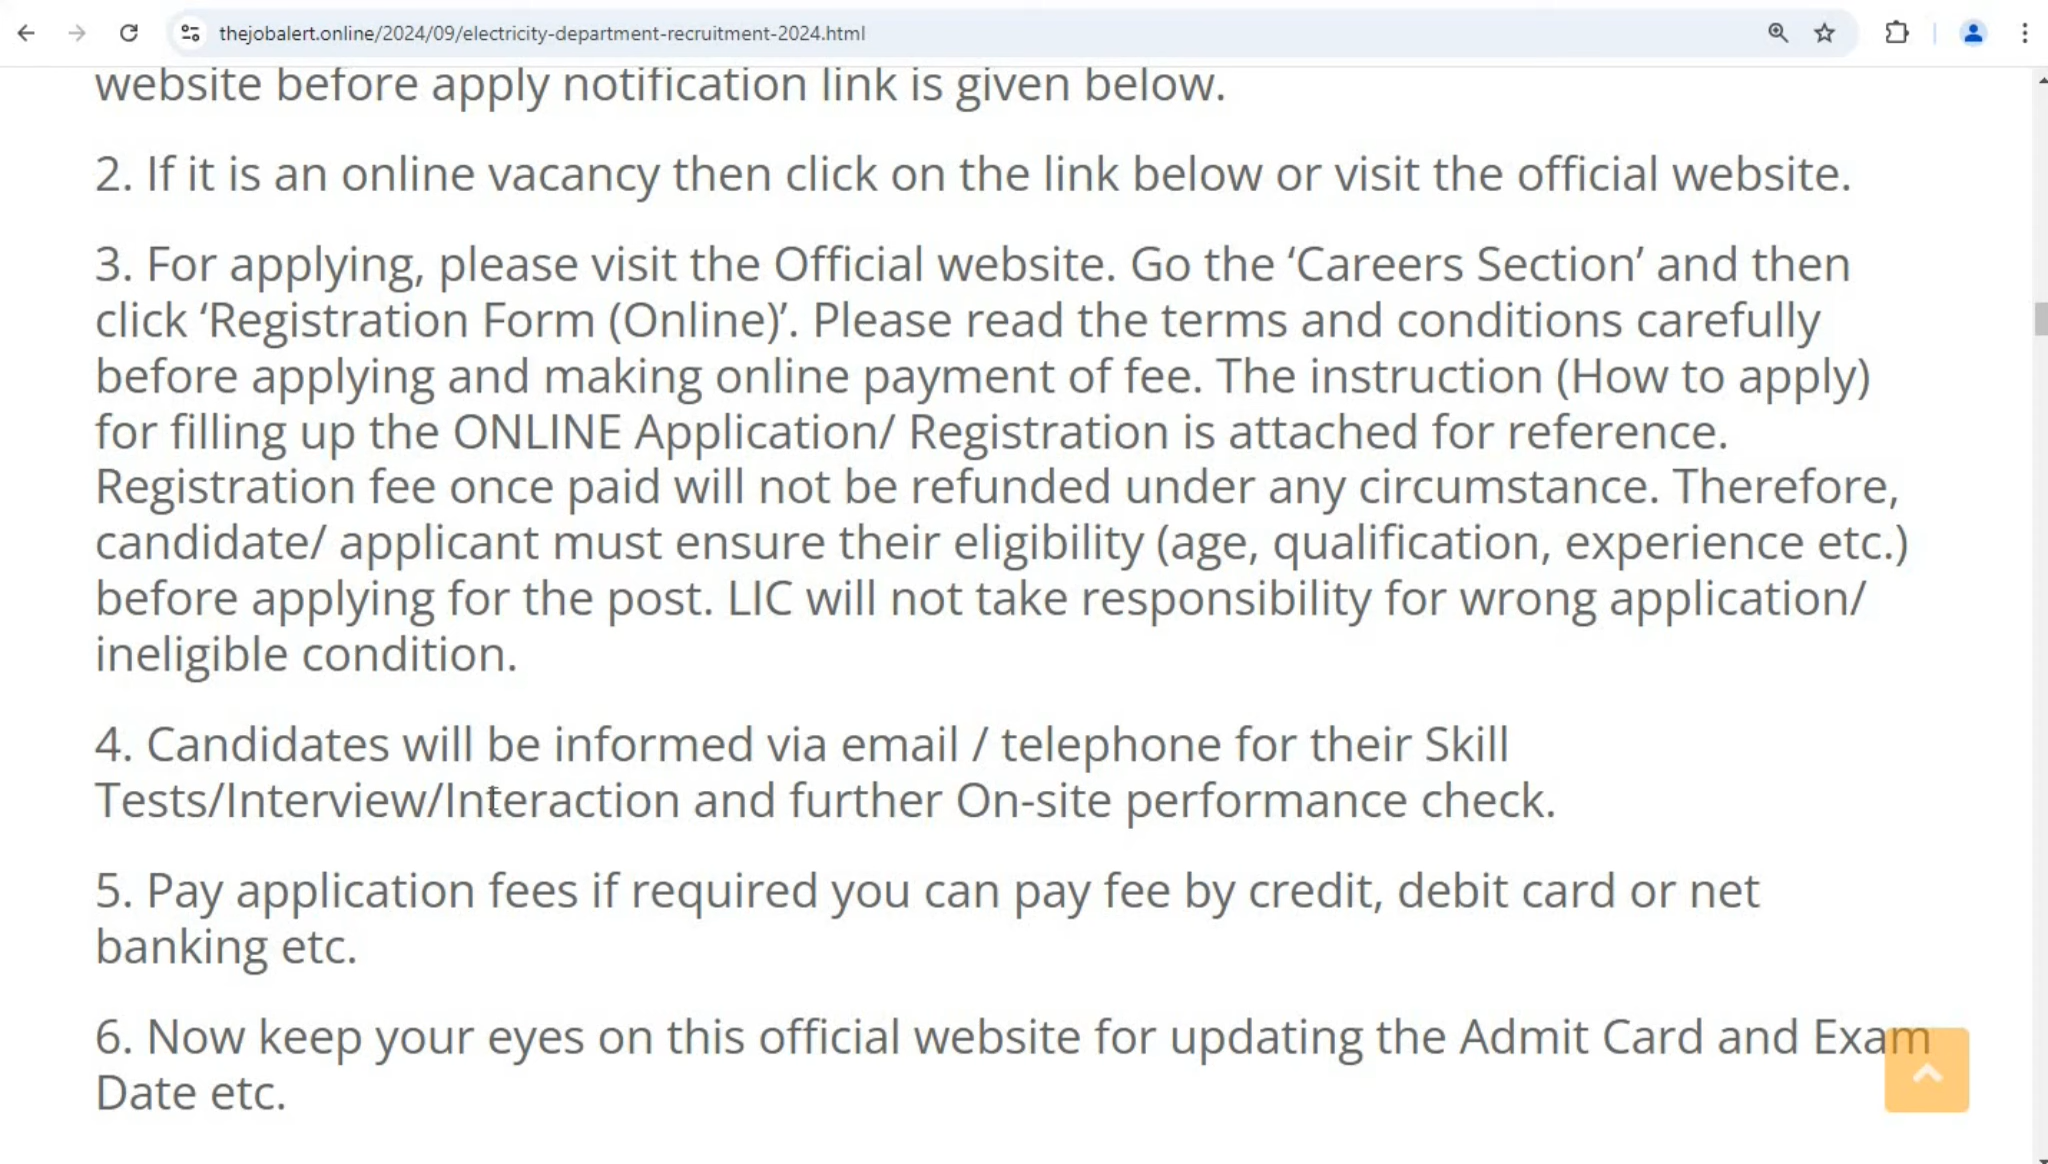 thejobalert.online/2024/09/electricity-department-recruitment-2024.html
website before apply notification link is given below.
2. If it is an online vacancy then click on the link below or visit the official website.
3. For applying, please visit the Official website. Go the ‘Careers Section’ and then
click ‘Registration Form (Online)’. Please read the terms and conditions carefully
before applying and making online payment of fee. The instruction (How to apply)
for filling up the ONLINE Application/ Registration is attached for reference.
Registration fee once paid will not be refunded under any circumstance. Therefore,
candidate/ applicant must ensure their eligibility (age, qualification, experience etc.)
before applying for the post. LIC will not take responsibility for wrong application/
ineligible condition.
4. Candidates will be informed via email / telephone for their Skill
Tests/Interview/Interaction and further On-site performance check.
5. Pay application fees if required you can pay fee by credit, debit card or net
banking etc.
6. Now keep your eyes on this official website for updating the Admit Card and Exam
Date etc.